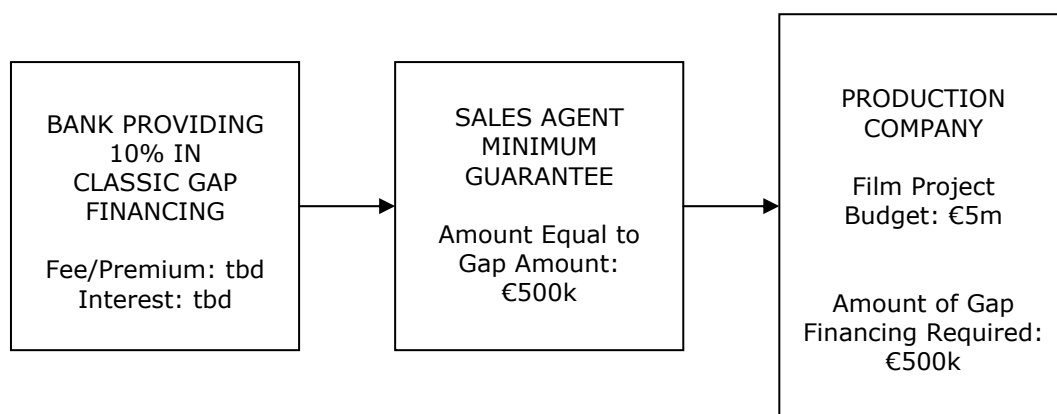 BANK PROVIDING
10% IN
CLASSIC GAP
FINANCING
Fee/Premium: tbd
Interest: tbd
SALES AGENT
MINIMUM
GUARANTEE
Amount Equal to
Gap Amount:
€500k
PRODUCTION
COMPANY
Film Project
Budget: €5m
Amount of Gap
Financing Required:
€500k